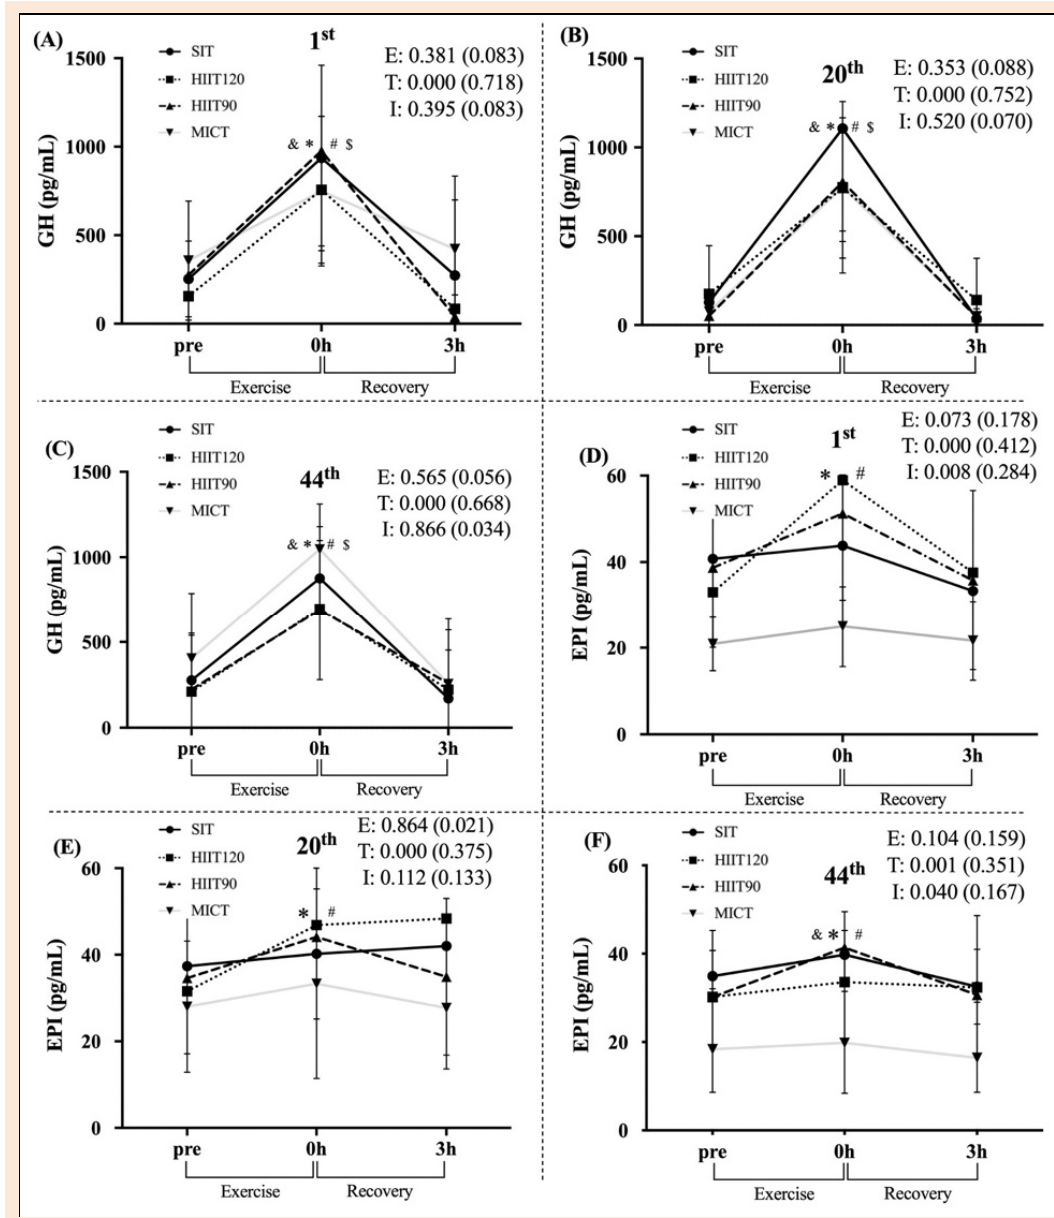 (A)
SIT
HIIT120
HIIT90
MICT
1st
E: 0.381 (0.083)
T: 0.000 (0.718)
I: 0.395 (0.083)
GH (pg/mL)
1500
1000
500
0
& * # $
pre 0h 3h
Exercise Recovery
(B)
SIT
HIIT120
HIIT90
MICT
20th
E: 0.353 (0.088)
T: 0.000 (0.752)
I: 0.520 (0.070)
GH (pg/mL)
1500
1000
500
0
& * # $
pre 0h 3h
Exercise Recovery
(C)
SIT
HIIT120
HIIT90
MICT
44th
E: 0.565 (0.056)
T: 0.000 (0.668)
I: 0.866 (0.034)
GH (pg/mL)
1500
1000
500
0
& * # $
pre 0h 3h
Exercise Recovery
(D)
SIT
HIIT120
HIIT90
MICT
1st
E: 0.073 (0.178)
T: 0.000 (0.412)
I: 0.008 (0.284)
EPI (pg/mL)
60
40
20
0
* #
pre 0h 3h
Exercise Recovery
(E)
SIT
HIIT120
HIIT90
MICT
20th
E: 0.864 (0.021)
T: 0.000 (0.375)
I: 0.112 (0.133)
EPI (pg/mL)
60
40
20
0
* #
pre 0h 3h
Exercise Recovery
(F)
SIT
HIIT120
HIIT90
MICT
44th
E: 0.104 (0.159)
T: 0.001 (0.351)
I: 0.040 (0.167)
EPI (pg/mL)
60
40
20
0
& * #
pre 0h 3h
Exercise Recovery